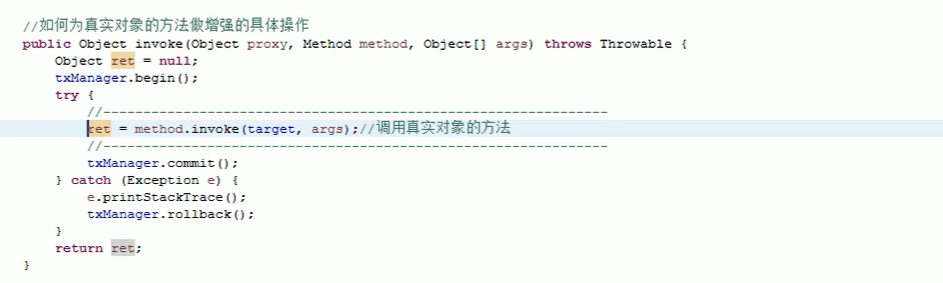 //如何为真实对象的方法做增强的具体操作
public Object invoke(Object proxy, Method method, Object[] args) throws Throwable {
Object ret = null;
txManager.begin();
try {
//---------------------------------------------------------------
ret = method.invoke(target, args);//调用真实对象的方法
//---------------------------------------------------------------
txManager.commit();
} catch (Exception e) {
e.printStackTrace();
txManager.rollback();
}
return ret;
}